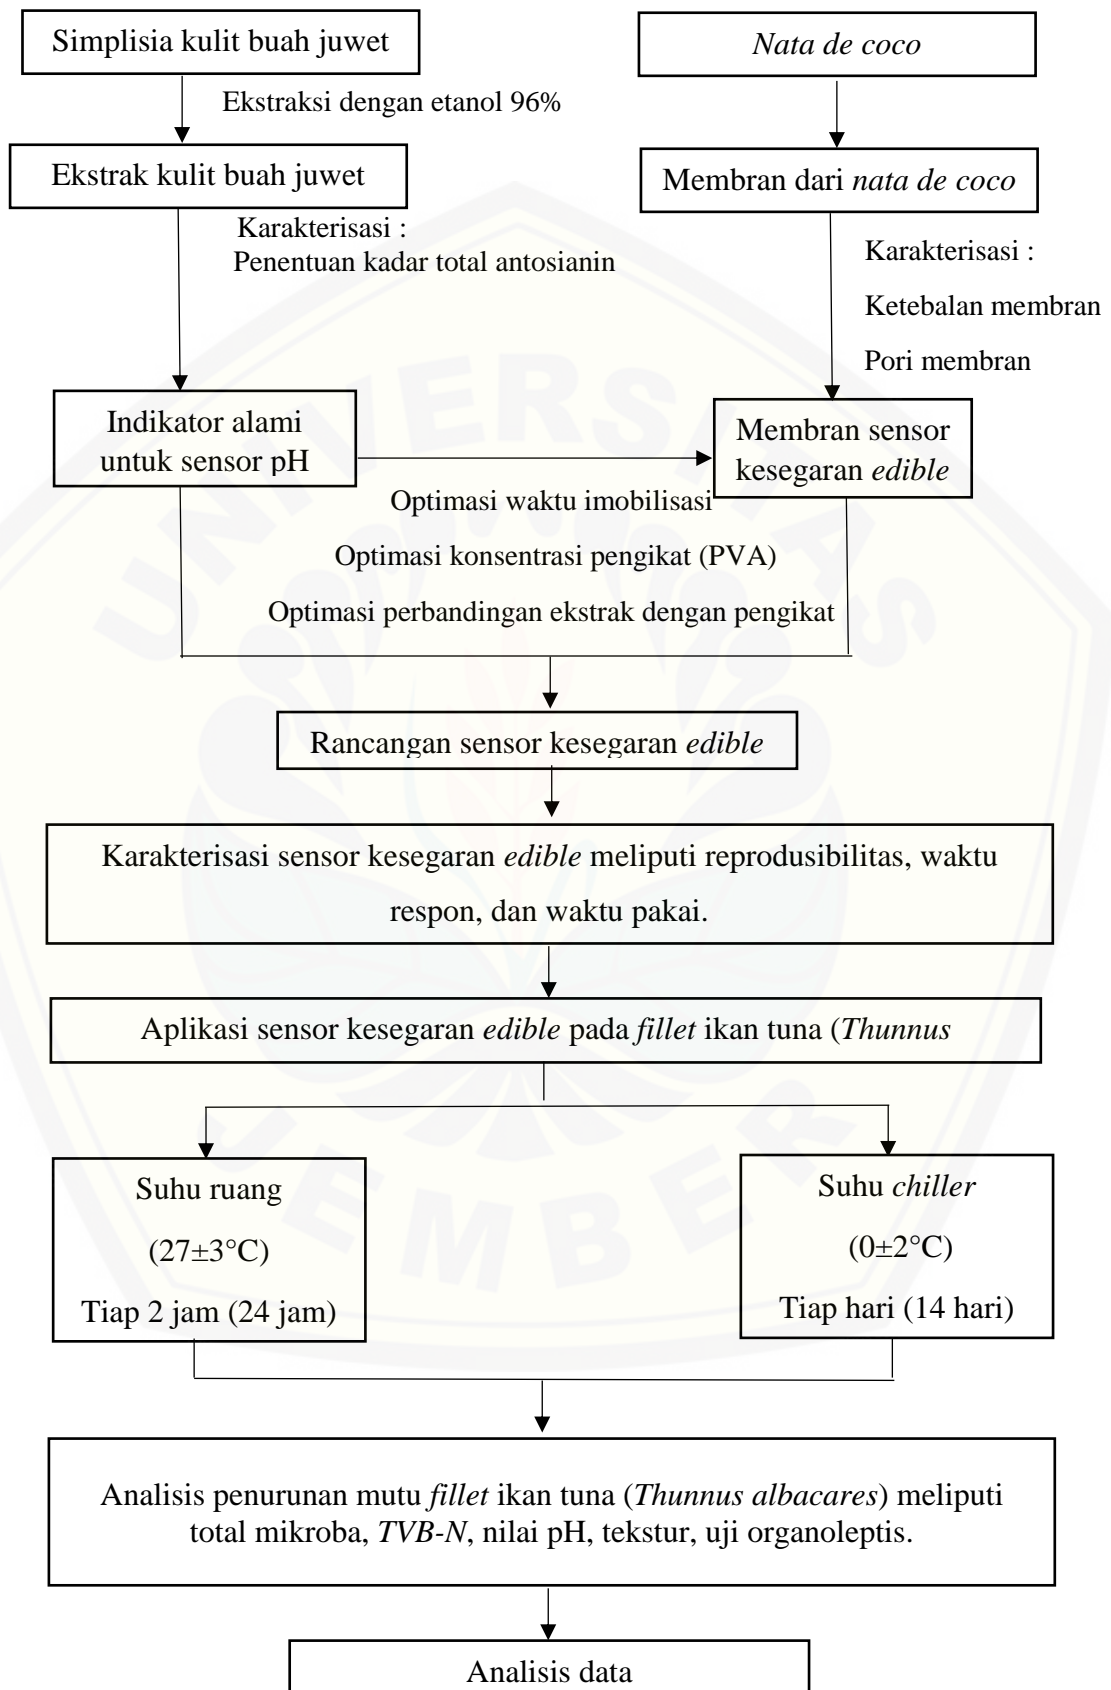 Simplisia kulit buah juwet
Nata de coco
Ekstraksi dengan etanol 96%
Ekstrak kulit buah juwet
Membran dari nata de coco
Karakterisasi :
Penentuan kadar total antosianin
Karakterisasi :
Ketebalan membran
Pori membran
Indikator alami
untuk sensor pH
Membran sensor
kesegaran edible
Optimasi waktu imobilisasi
Optimasi konsentrasi pengikat (PVA)
Optimasi perbandingan ekstrak dengan pengikat
Rancangan sensor kesegaran edible
Karakterisasi sensor kesegaran edible meliputi reprodusibilitas, waktu
respon, dan waktu pakai.
Aplikasi sensor kesegaran edible pada fillet ikan tuna (Thunnus
Suhu ruang
(27±3°C)
Tiap 2 jam (24 jam)
Suhu chiller
(0±2°C)
Tiap hari (14 hari)
Analisis penurunan mutu fillet ikan tuna (Thunnus albacares) meliputi
total mikroba, TVB-N, nilai pH, tekstur, uji organoleptis.
Analisis data
UNIVERSITAS
JEMBER